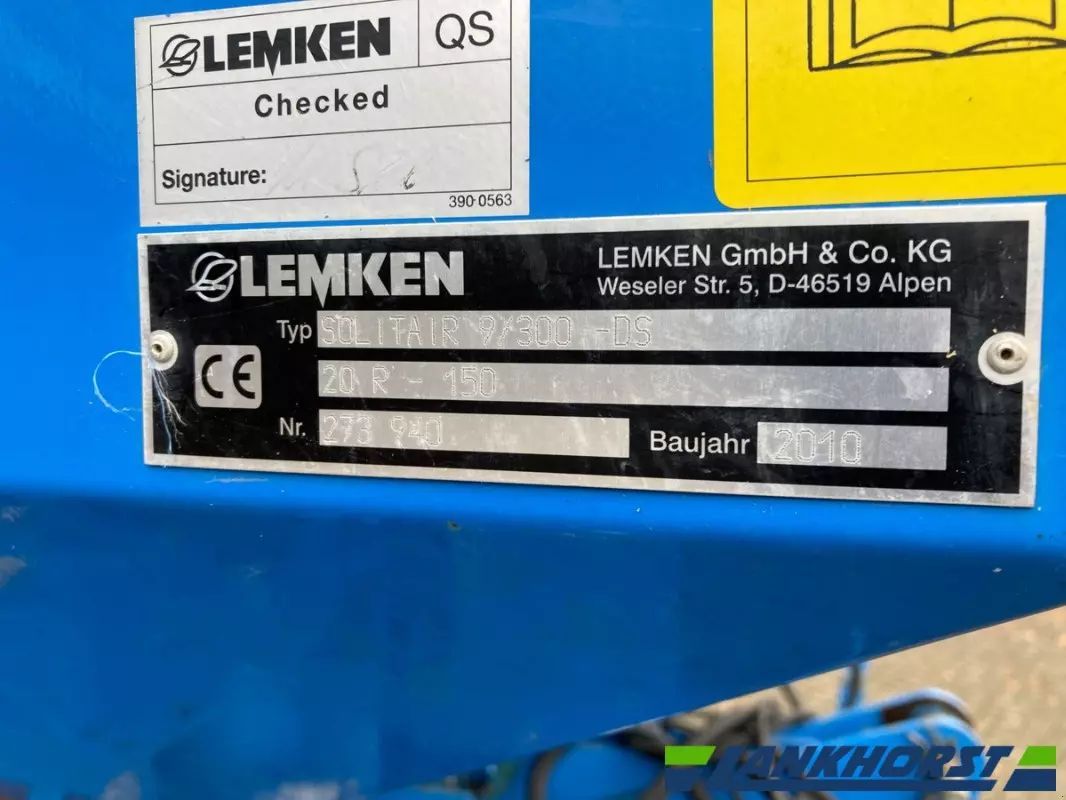 LEMKEN QS
Checked
Signature:
390 0563
LEMKEN
LEMKEN GmbH & Co. KG
Weseler Str. 5, D-46519 Alpen
Typ SOLITAIR 9/300 -DS
CE 20 R - 150
Nr. 273 940 Baujahr 2010
LANKHORST